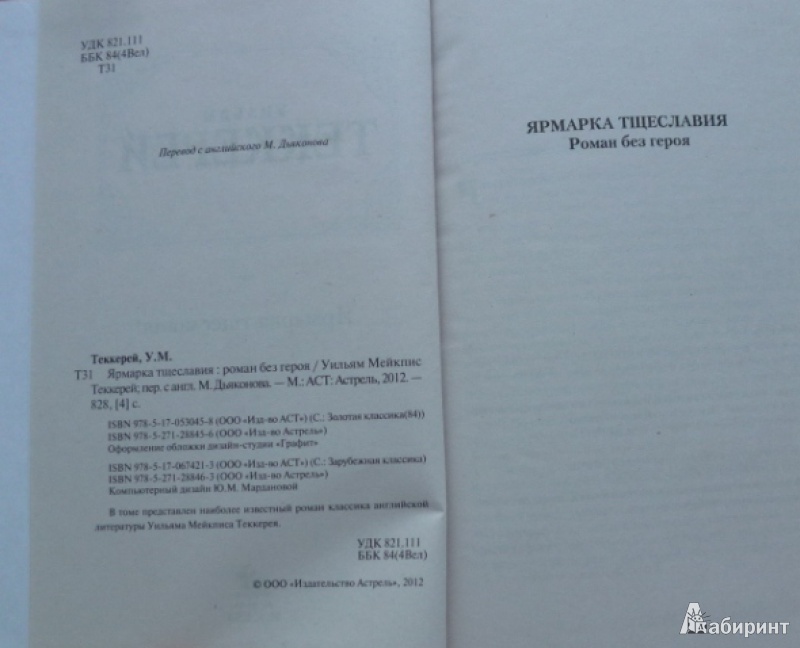 УДК 821.111
ББК 84(4Вел)
Т31
Перевод с английского М. Дьяконова
Теккерей, У.М.
Т31 Ярмарка тщеславия : роман без героя / Уильям Мейкпис
Теккерей; пер. с англ. М. Дьяконова. — М.: АСТ: Астрель, 2012. —
828, [4] с.
ISBN 978-5-17-053045-8 (ООО «Изд-во АСТ») (С.: Золотая классика(84))
ISBN 978-5-271-28845-6 (ООО «Изд-во Астрель»)
Оформление обложки дизайн-студии «Графит»
ISBN 978-5-17-067421-3 (ООО «Изд-во АСТ») (С.: Зарубежная классика)
ISBN 978-5-271-28846-3 (ООО «Изд-во Астрель»)
Компьютерный дизайн Ю.М. Мардановой
В томе представлен наиболее известный роман классика английской
литературы Уильяма Мейкписа Теккерея.
УДК 821.111
ББК 84(4Вел)
© ООО «Издательство Астрель», 2012
ЯРМАРКА ТЩЕСЛАВИЯ
Роман без героя
Лабиринт